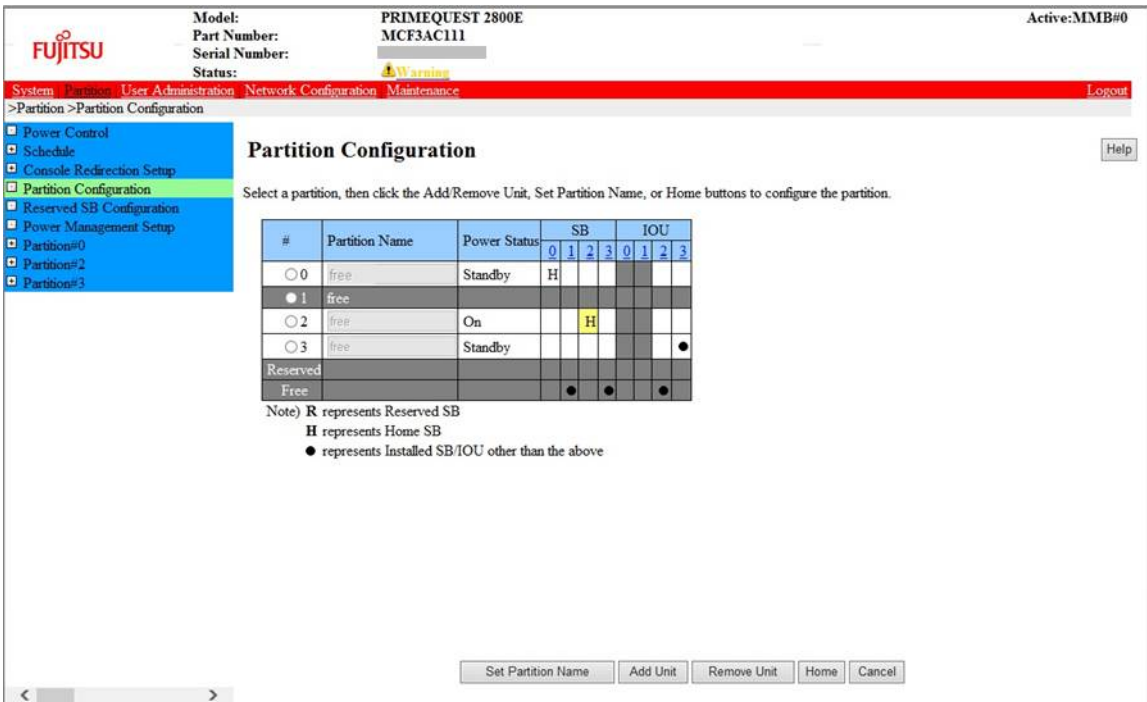 FUJITSU
Model: PRIMEQUEST 2800E Active:MMB#0
Part Number: MCF3AC111
Serial Number:
Status: Warning
System | Partition | User Administration | Network Configuration | Maintenance Logout
>Partition >Partition Configuration
Power Control
Schedule
Console Redirection Setup
Partition Configuration
Reserved SB Configuration
Power Management Setup
Partition#0
Partition#2
Partition#3
Partition Configuration
Help
Select a partition, then click the Add/Remove Unit, Set Partition Name, or Home buttons to configure the partition.
# Partition Name Power Status SB IOU
0 1 2 3 0 1 2 3
0 free Standby H
1 free
2 free On H
3 free Standby ●
Reserved
Free ● ● ●
Note) R represents Reserved SB
H represents Home SB
● represents Installed SB/IOU other than the above
Set Partition Name Add Unit Remove Unit Home Cancel